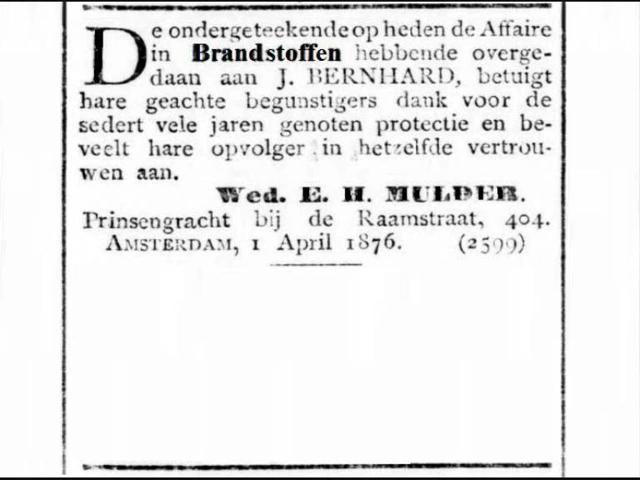 De ondergeteekende op heden de Affaire
in Brandstoffen hebbende overge-
daan aan J. BERNHARD, betuigt
hare geachte begunstigers dank voor de
sedert vele jaren genoten protectie en be-
veelt hare opvolger in hetzelfde vertrou-
wen aan.
Wed. E. H. MULDER.
Prinsengracht bij de Raamstraat, 404.
AMSTERDAM, 1 April 1876. (2599)